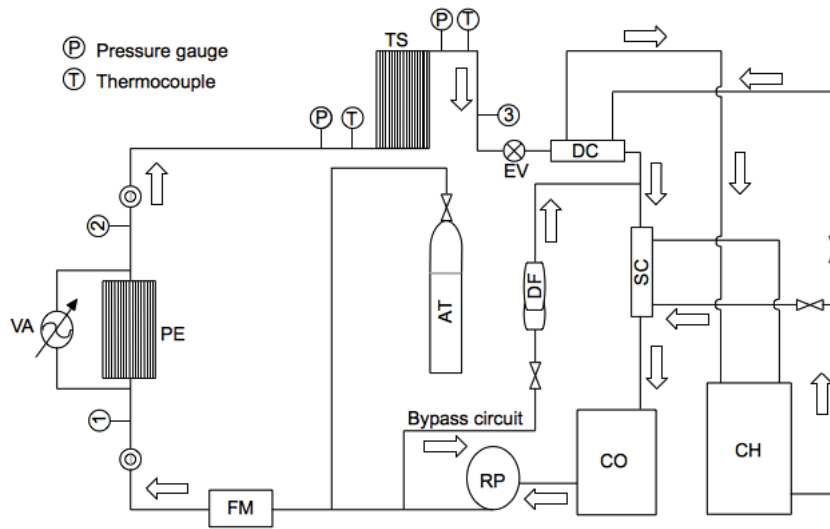 P Pressure gauge
T Thermocouple
TS
P T
3
P T
EV
DC
2
VA
PE
AT
DF
SC
1
Bypass circuit
FM
RP
CO
CH